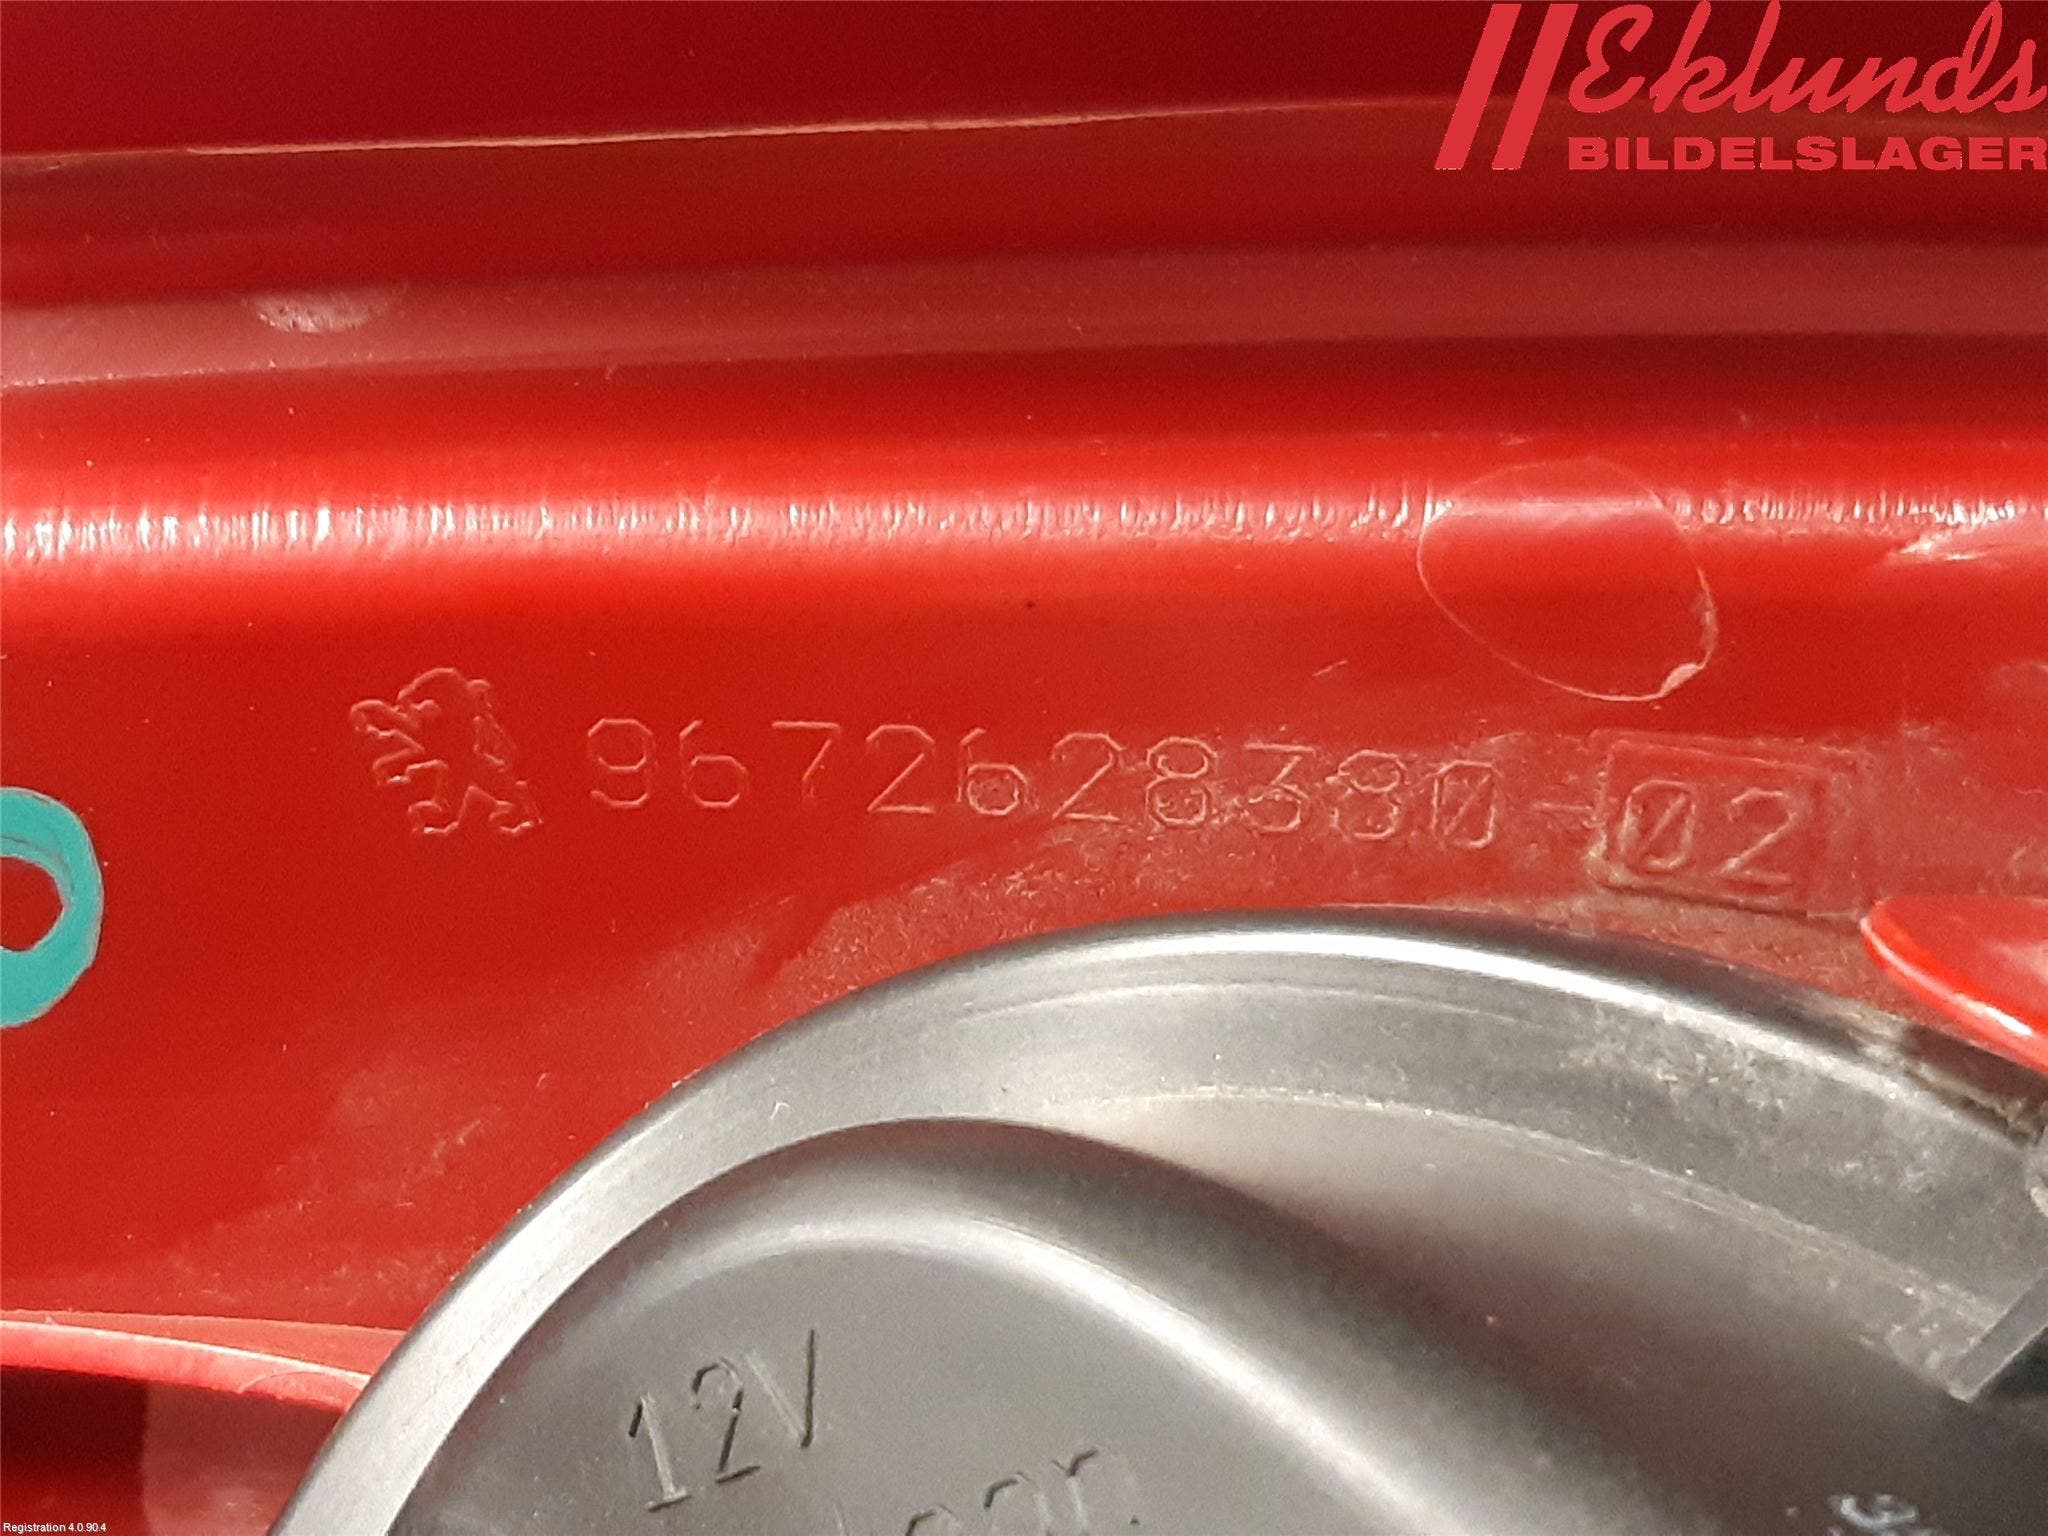 Eklunds
BILDELSLAGER
9672628380-02
12V
Registration 4.0.90.4